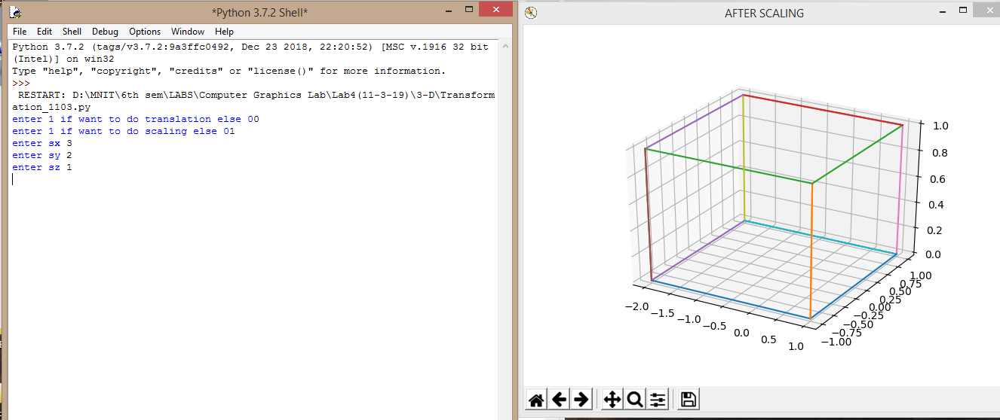 *Python 3.7.2 Shell*
File Edit Shell Debug Options Window Help
Python 3.7.2 (tags/v3.7.2:9a3ffc0492, Dec 23 2018, 22:20:52) [MSC v.1916 32 bit
(Intel)] on win32
Type "help", "copyright", "credits" or "license()" for more information.
>>>
RESTART: D:\MNIT\6th sem\LABS\Computer Graphics Lab\Lab4(11-3-19)\3-D\Transform
ation_1103.py
enter 1 if want to do translation else 00
enter 1 if want to do scaling else 01
enter sx 3
enter sy 2
enter sz 1
AFTER SCALING
1.0
0.8
0.6
0.4
0.2
0.0
1.00
0.75
0.50
0.25
0.00
−0.25
−0.50
−0.75
−1.00
−2.0
−1.5
−1.0
−0.5
0.0
0.5
1.0